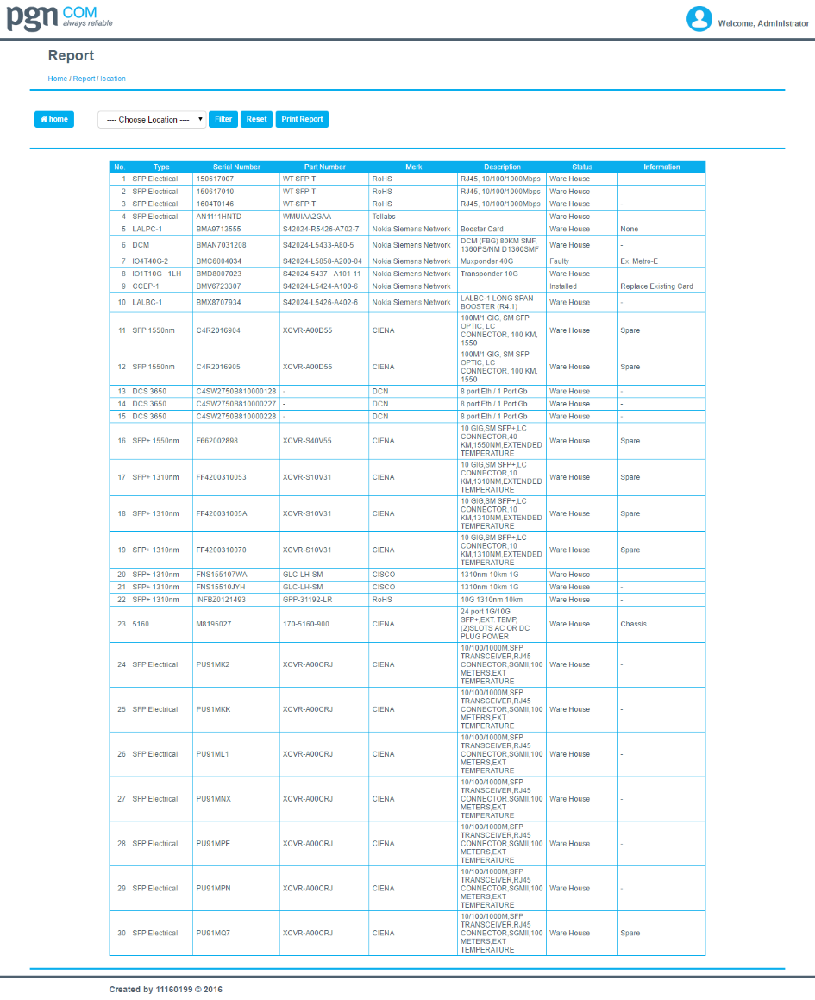 pgn COM
always reliable
Welcome, Administrator
Report
Home / Report / location
home ---- Choose Location ---- Filter Reset Print Report
No. Type Serial Number Part Number Merk Description Status Information
1 SFP Electrical 150617007 WT-SFP-T RoHS RJ45, 10/100/1000Mbps Ware House -
2 SFP Electrical 150617010 WT-SFP-T RoHS RJ45, 10/100/1000Mbps Ware House -
3 SFP Electrical 1604T0146 WT-SFP-T RoHS RJ45, 10/100/1000Mbps Ware House -
4 SFP Electrical AN1111HNTD WMUIAA2GAA Tellabs - Ware House -
5 LALPC-1 BMA9713555 S42024-R5426-A702-7 Nokia Siemens Network Booster Card Ware House None
6 DCM BMAN7031208 S42024-L5433-A80-5 Nokia Siemens Network DCM (FBG) 80KM SMF, 1360PS/NM D1360SMF Ware House -
7 IO4T40G-2 BMC6004034 S42024-L5858-A200-04 Nokia Siemens Network Muxponder 40G Faulty Ex. Metro-E
8 IO1T10G - 1LH BMD8007023 S42024-5437 - A101-11 Nokia Siemens Network Transponder 10G Ware House -
9 CCEP-1 BMV6723307 S42024-L5424-A100-6 Nokia Siemens Network Installed Replace Existing Card
10 LALBC-1 BMX8707934 S42024-L5426-A402-6 Nokia Siemens Network LALBC-1 LONG SPAN BOOSTER (R4.1) Ware House -
11 SFP 1550nm C4R2016904 XCVR-A00D55 CIENA 100M/1 GIG, SM SFP OPTIC, LC CONNECTOR, 100 KM, 1550 Ware House Spare
12 SFP 1550nm C4R2016905 XCVR-A00D55 CIENA 100M/1 GIG, SM SFP OPTIC, LC CONNECTOR, 100 KM, 1550 Ware House Spare
13 DCS 3650 C4SW2750B810000128 - DCN 8 port Eth / 1 Port Gb Ware House -
14 DCS 3650 C4SW2750B810000227 - DCN 8 port Eth / 1 Port Gb Ware House -
15 DCS 3650 C4SW2750B810000228 - DCN 8 port Eth / 1 Port Gb Ware House -
16 SFP+ 1550nm F662002898 XCVR-S40V55 CIENA 10 GIG,SM SFP+,LC CONNECTOR,40 KM,1550NM,EXTENDED TEMPERATURE Ware House Spare
17 SFP+ 1310nm FF4200310053 XCVR-S10V31 CIENA 10 GIG,SM SFP+,LC CONNECTOR,10 KM,1310NM,EXTENDED TEMPERATURE Ware House Spare
18 SFP+ 1310nm FF420031005A XCVR-S10V31 CIENA 10 GIG,SM SFP+,LC CONNECTOR,10 KM,1310NM,EXTENDED TEMPERATURE Ware House Spare
19 SFP+ 1310nm FF4200310070 XCVR-S10V31 CIENA 10 GIG,SM SFP+,LC CONNECTOR,10 KM,1310NM,EXTENDED TEMPERATURE Ware House Spare
20 SFP+ 1310nm FNS155107WA GLC-LH-SM CISCO 1310nm 10km 1G Ware House -
21 SFP+ 1310nm FNS15510JYH GLC-LH-SM CISCO 1310nm 10km 1G Ware House -
22 SFP+ 1310nm INFBZ0121493 GPP-31192-LR RoHS 10G 1310nm 10km Ware House -
23 5160 M8195027 170-5160-900 CIENA 24 port 1G/10G SFP+,EXT. TEMP, (2)SLOTS AC OR DC PLUG POWER Ware House Chassis
24 SFP Electrical PU91MK2 XCVR-A00CRJ CIENA 10/100/1000M,SFP TRANSCEIVER,RJ45 CONNECTOR,SGMII,100 METERS,EXT TEMPERATURE Ware House -
25 SFP Electrical PU91MKK XCVR-A00CRJ CIENA 10/100/1000M,SFP TRANSCEIVER,RJ45 CONNECTOR,SGMII,100 METERS,EXT TEMPERATURE Ware House -
26 SFP Electrical PU91ML1 XCVR-A00CRJ CIENA 10/100/1000M,SFP TRANSCEIVER,RJ45 CONNECTOR,SGMII,100 METERS,EXT TEMPERATURE Ware House -
27 SFP Electrical PU91MNX XCVR-A00CRJ CIENA 10/100/1000M,SFP TRANSCEIVER,RJ45 CONNECTOR,SGMII,100 METERS,EXT TEMPERATURE Ware House -
28 SFP Electrical PU91MPE XCVR-A00CRJ CIENA 10/100/1000M,SFP TRANSCEIVER,RJ45 CONNECTOR,SGMII,100 METERS,EXT TEMPERATURE Ware House -
29 SFP Electrical PU91MPN XCVR-A00CRJ CIENA 10/100/1000M,SFP TRANSCEIVER,RJ45 CONNECTOR,SGMII,100 METERS,EXT TEMPERATURE Ware House -
30 SFP Electrical PU91MQ7 XCVR-A00CRJ CIENA 10/100/1000M,SFP TRANSCEIVER,RJ45 CONNECTOR,SGMII,100 METERS,EXT TEMPERATURE Ware House Spare
Created by 11160199 © 2016